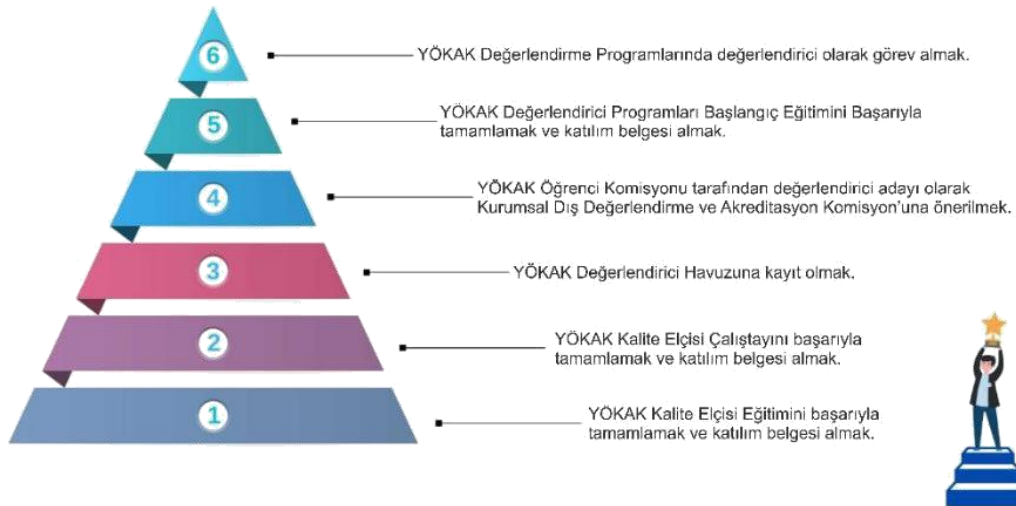 6
YÖKAK Değerlendirme Programlarında değerlendirici olarak görev almak.
5
YÖKAK Değerlendirici Programları Başlangıç Eğitimini Başarıyla
tamamlamak ve katılım belgesi almak.
4
YÖKAK Öğrenci Komisyonu tarafından değerlendirici adayı olarak
Kurumsal Dış Değerlendirme ve Akreditasyon Komisyon’una önerilmek.
3
YÖKAK Değerlendirici Havuzuna kayıt olmak.
2
YÖKAK Kalite Elçisi Çalıştayını başarıyla
tamamlamak ve katılım belgesi almak.
1
YÖKAK Kalite Elçisi Eğitimini başarıyla
tamamlamak ve katılım belgesi almak.